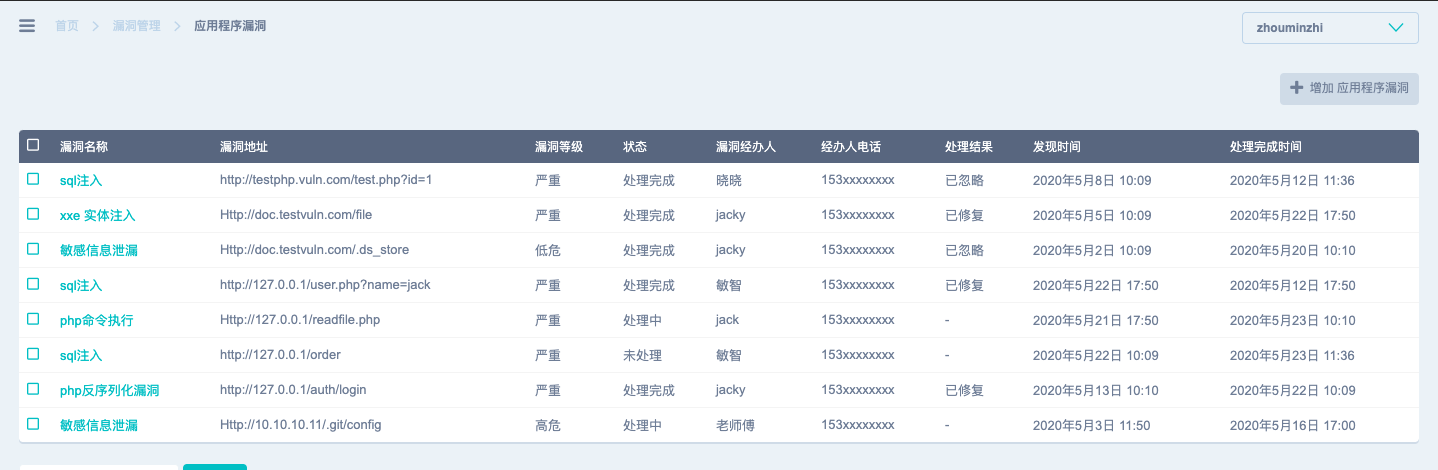 首页 漏洞管理 应用程序漏洞 zhouminzhi
增加 应用程序漏洞
漏洞名称 漏洞地址 漏洞等级 状态 漏洞经办人 经办人电话 处理结果 发现时间 处理完成时间
sql注入 http://testphp.vuln.com/test.php?id=1 严重 处理完成 晓晓 153xxxxxxxx 已忽略 2020年5月8日 10:09 2020年5月12日 11:36
xxe 实体注入 Http://doc.testvuln.com/file 严重 处理完成 jacky 153xxxxxxxx 已修复 2020年5月5日 10:09 2020年5月22日 17:50
敏感信息泄漏 Http://doc.testvuln.com/.ds_store 低危 处理完成 jacky 153xxxxxxxx 已忽略 2020年5月2日 10:09 2020年5月20日 10:10
sql注入 http://127.0.0.1/user.php?name=jack 严重 处理完成 敏智 153xxxxxxxx 已修复 2020年5月22日 17:50 2020年5月12日 17:50
php命令执行 Http://127.0.0.1/readfile.php 严重 处理中 jack 153xxxxxxxx - 2020年5月21日 17:50 2020年5月23日 10:10
sql注入 http://127.0.0.1/order 严重 未处理 敏智 153xxxxxxxx - 2020年5月22日 10:09 2020年5月23日 11:36
php反序列化漏洞 http://127.0.0.1/auth/login 严重 处理完成 jacky 153xxxxxxxx 已修复 2020年5月13日 10:10 2020年5月22日 10:09
敏感信息泄漏 Http://10.10.10.11/.git/config 高危 处理中 老师傅 153xxxxxxxx - 2020年5月3日 11:50 2020年5月16日 17:00